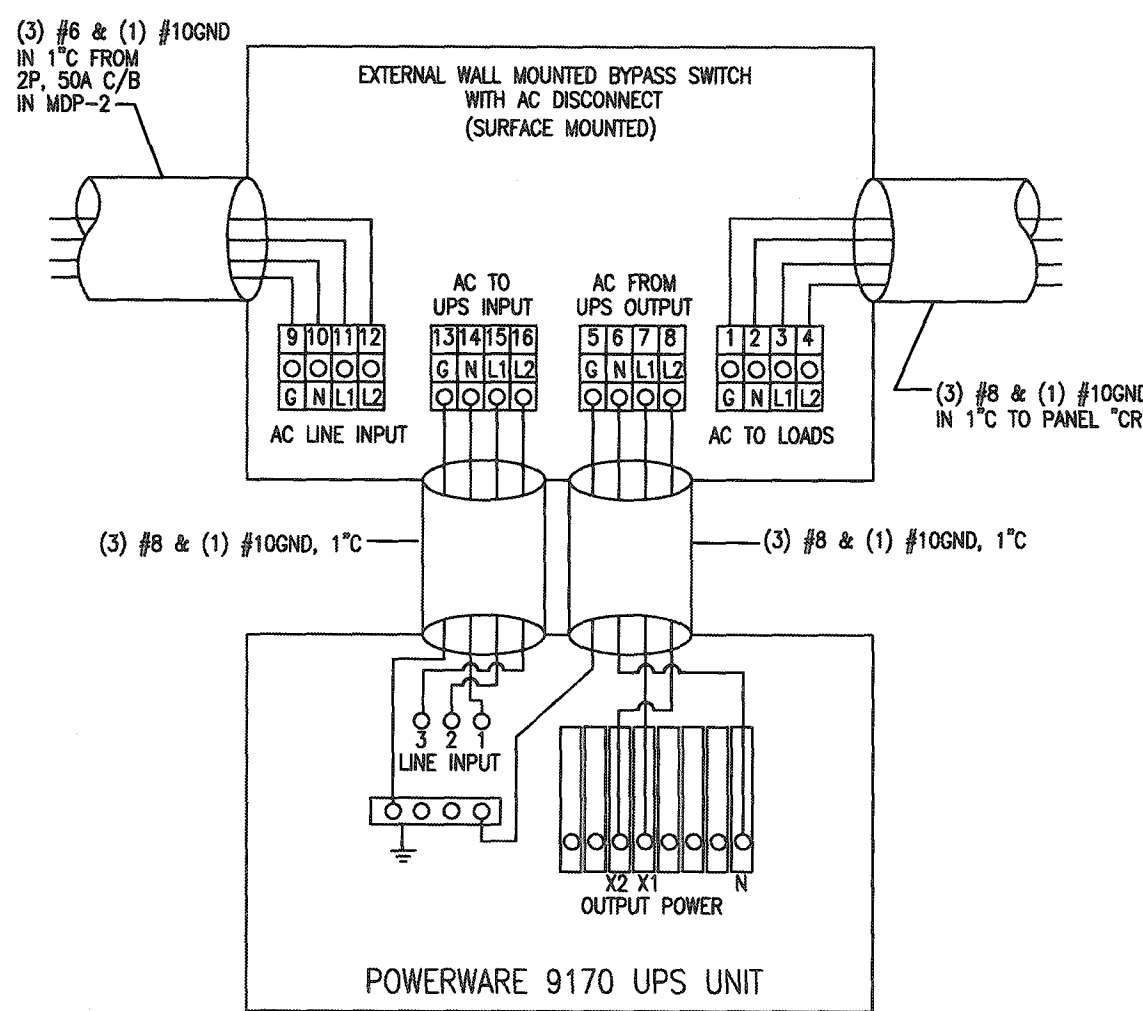 (3) #6 & (1) #10GND
IN 1"C FROM
2P, 50A C/B
IN MDP-2
EXTERNAL WALL MOUNTED BYPASS SWITCH
WITH AC DISCONNECT
(SURFACE MOUNTED)
AC TO
UPS INPUT
AC FROM
UPS OUTPUT
9 10 11 12
G N L1 L2
AC LINE INPUT
13 14 15 16
G N L1 L2
5 6 7 8
G N L1 L2
1 2 3 4
G N L1 L2
AC TO LOADS
(3) #8 & (1) #10GND
IN 1"C TO PANEL "CR
(3) #8 & (1) #10GND, 1"C
(3) #8 & (1) #10GND, 1"C
3 2 1
LINE INPUT
X2 X1 N
OUTPUT POWER
POWERWARE 9170 UPS UNIT